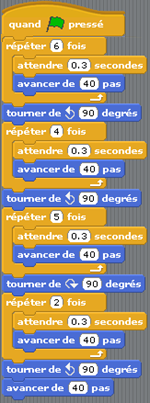 quand pressé
répéter 6 fois
attendre 0.3 secondes
avancer de 40 pas
tourner de 90 degrés
répéter 4 fois
attendre 0.3 secondes
avancer de 40 pas
tourner de 90 degrés
répéter 5 fois
attendre 0.3 secondes
avancer de 40 pas
tourner de 90 degrés
répéter 2 fois
attendre 0.3 secondes
avancer de 40 pas
tourner de 90 degrés
avancer de 40 pas